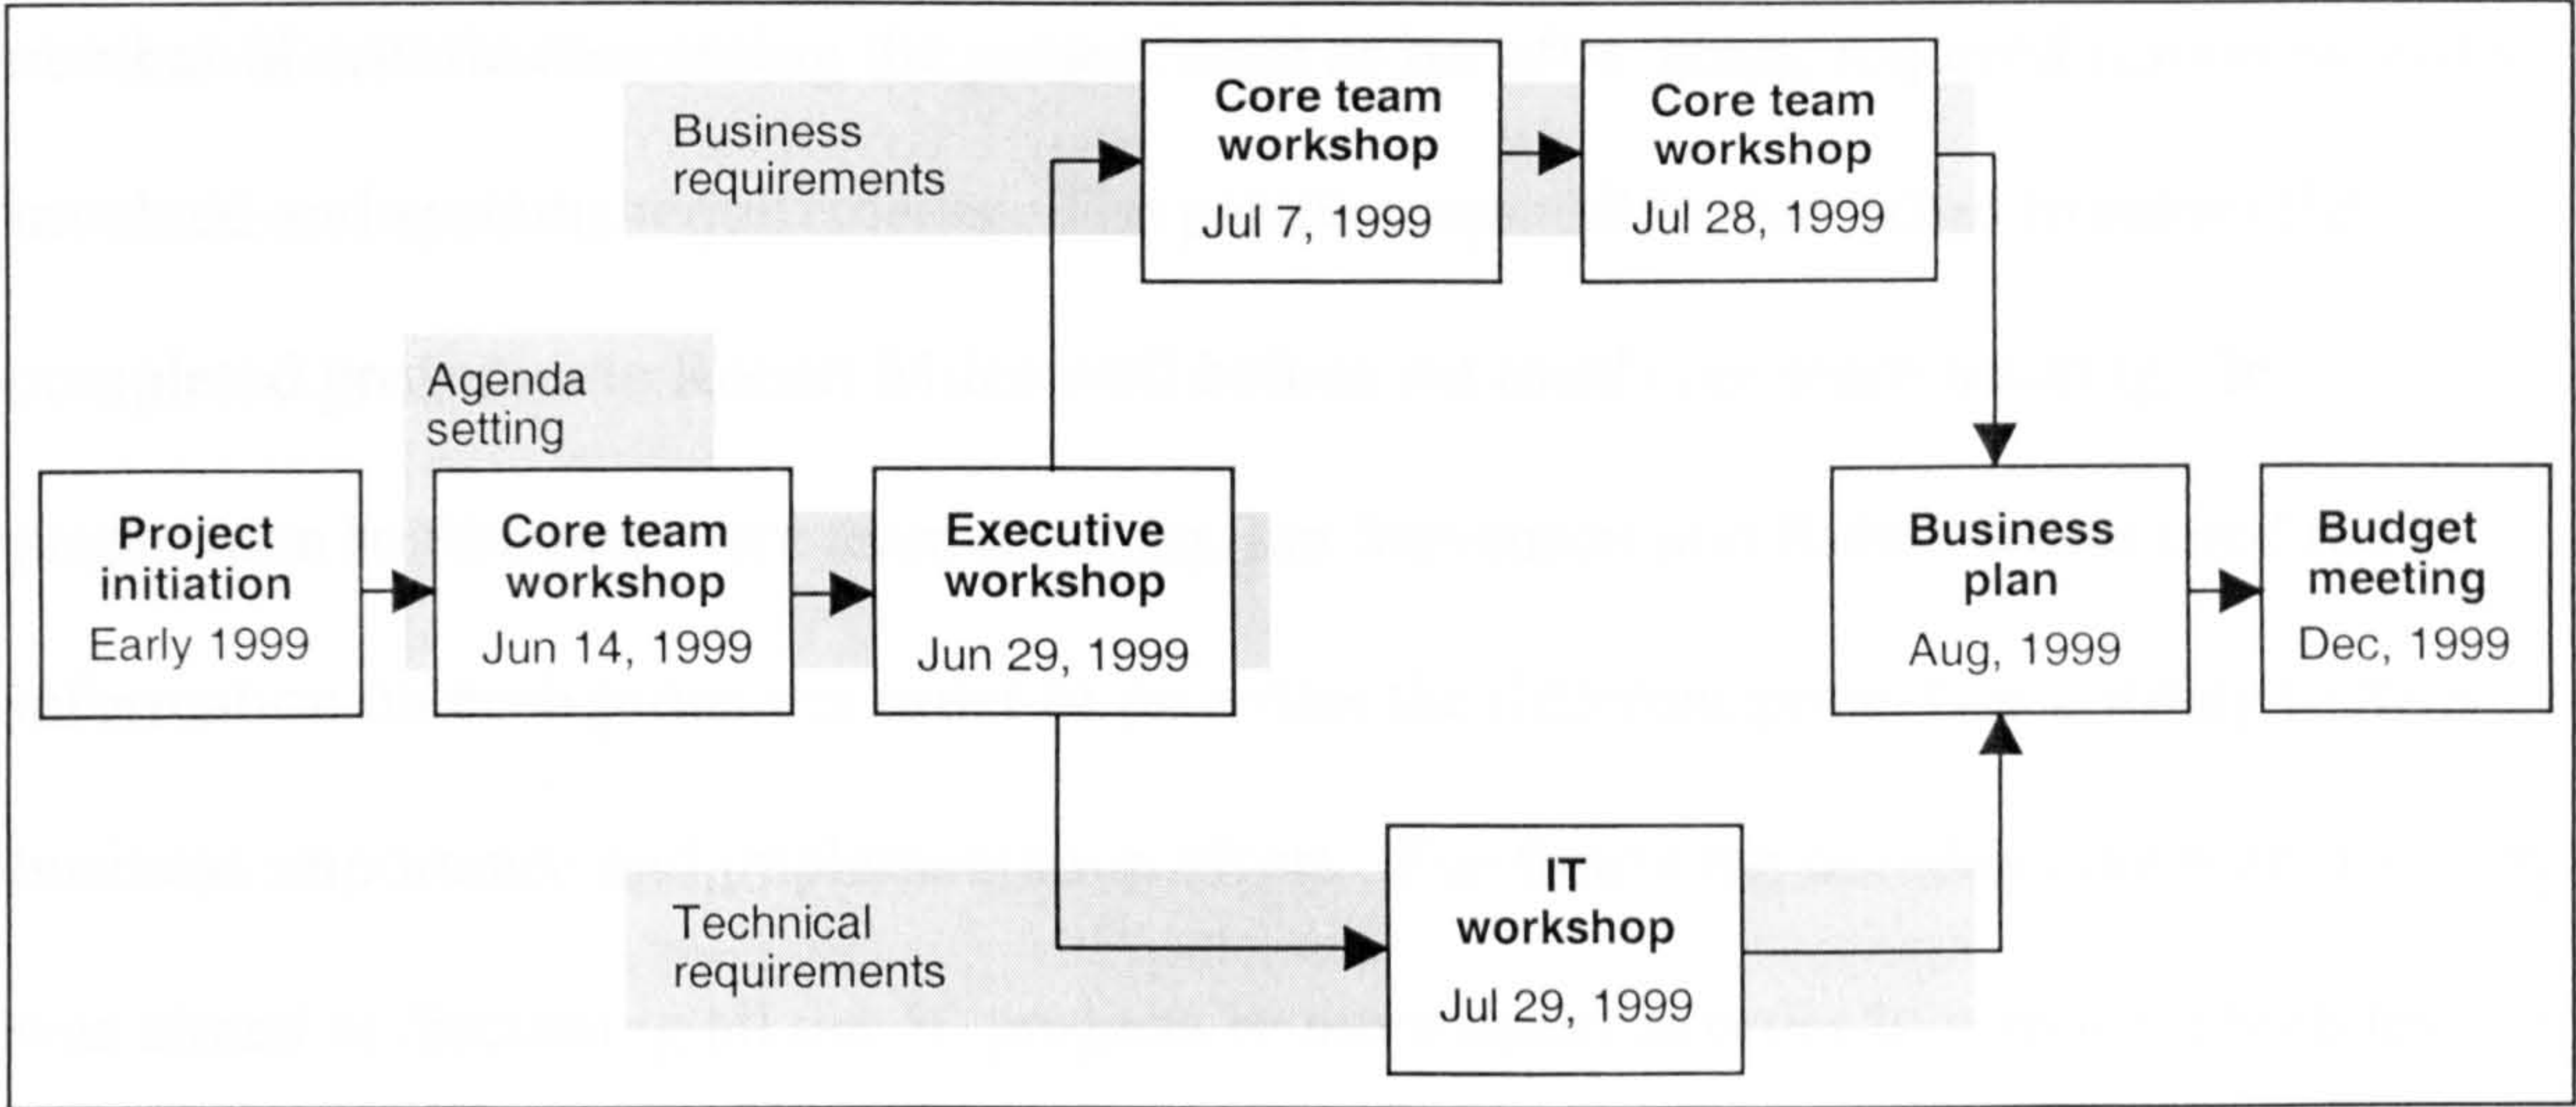 Business
requirements
Core team
workshop
Jul 7, 1999
Core team
workshop
Jul 28, 1999
Agenda
setting
Project
initiation
Early 1999
Core team
workshop
Jun 14, 1999
Executive
workshop
Jun 29, 1999
Business
plan
Aug, 1999
Budget
meeting
Dec, 1999
Technical
requirements
IT
workshop
Jul 29, 1999